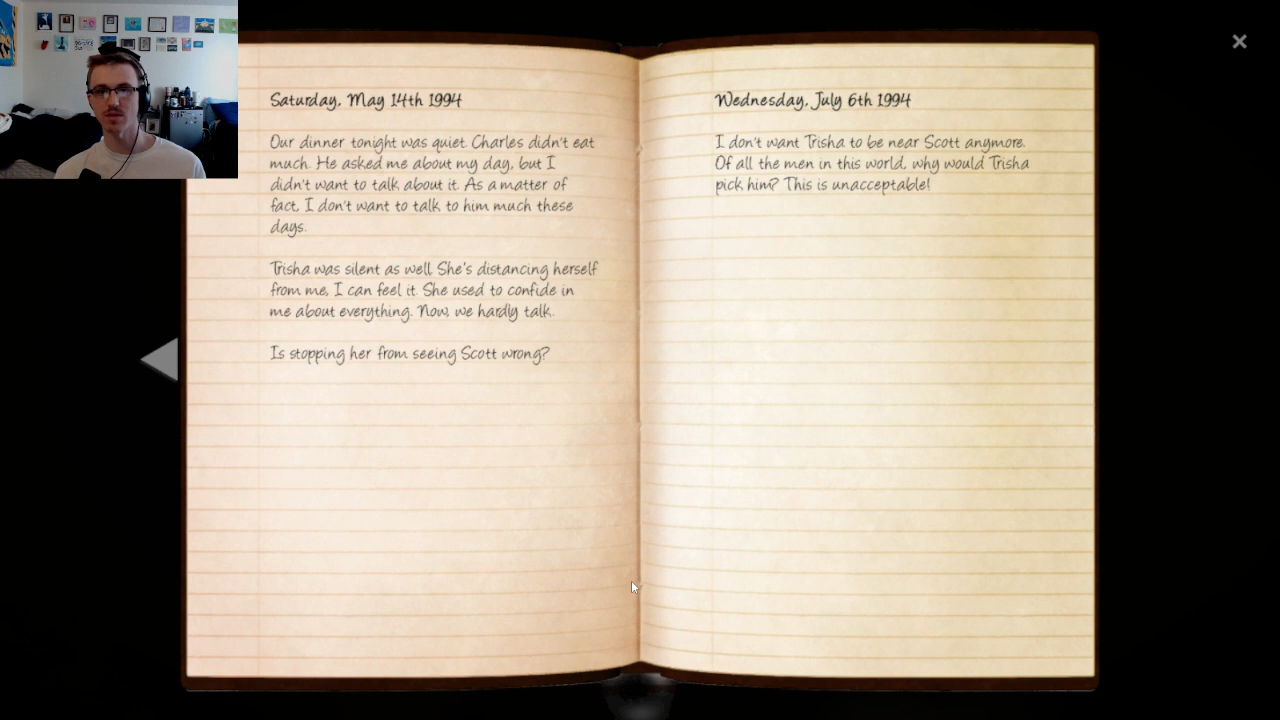 Saturday, May 14th 1994
Our dinner tonight was quiet. Charles didn't eat
much. He asked me about my day, but I
didn't want to talk about it. As a matter of
fact, I don't want to talk to him much these
days.
Trisha was silent as well. She's distancing herself
from me, I can feel it. She used to confide in
me about everything. Now, we hardly talk.
Is stopping her from seeing Scott wrong?
Wednesday, July 6th 1994
I don't want Trisha to be near Scott anymore.
Of all the men in this world, why would Trisha
pick him? This is unacceptable!